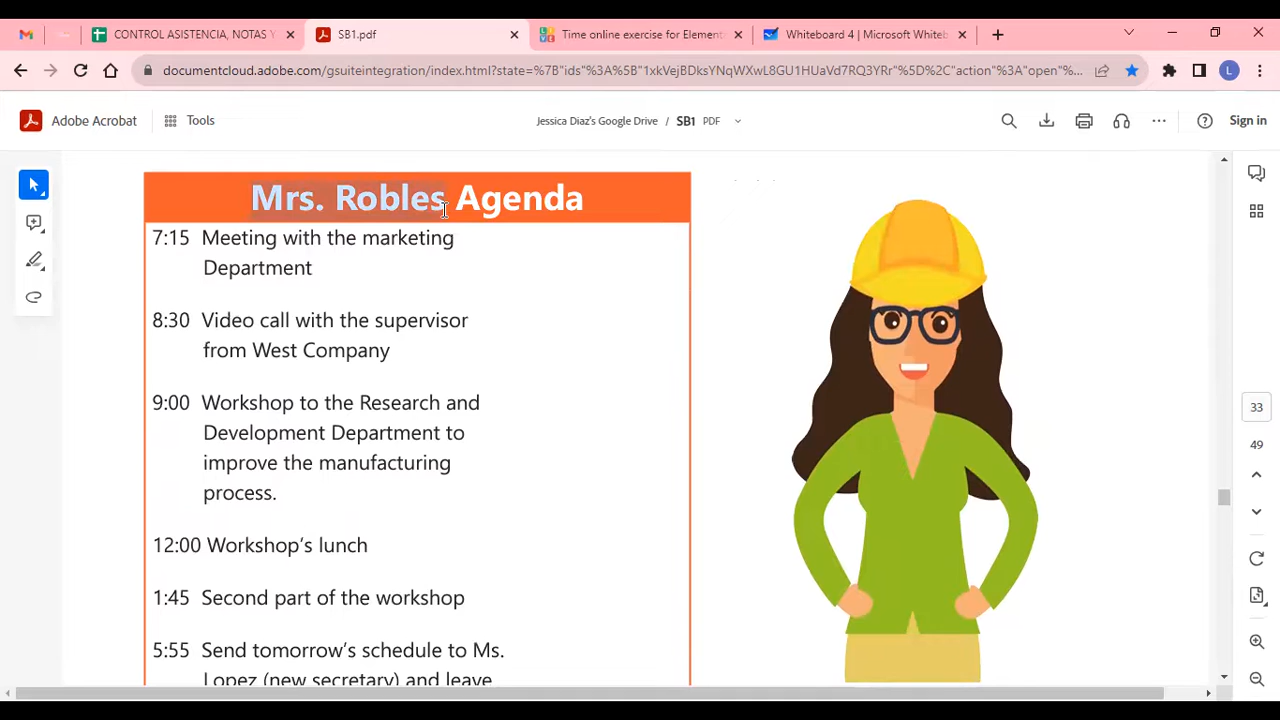 CONTROL ASISTENCIA, NOTAS Y
SB1.pdf
Time online exercise for Element
Whiteboard 4 | Microsoft Whiteb
documentcloud.adobe.com/gsuiteintegration/index.html?state=%7B"ids"%3A%5B"1xkVejBDksYNqWXwL8GU1HUaVd7RQ3YRr"%5D%2C"action"%3A"open"%...
L
Adobe Acrobat
Tools
Jessica Diaz's Google Drive / SB1 PDF
Sign in
Mrs. Robles Agenda
7:15 Meeting with the marketing
Department
8:30 Video call with the supervisor
from West Company
9:00 Workshop to the Research and
Development Department to
improve the manufacturing
process.
12:00 Workshop's lunch
1:45 Second part of the workshop
5:55 Send tomorrow's schedule to Ms.
Lopez (new secretary) and leave
33
49